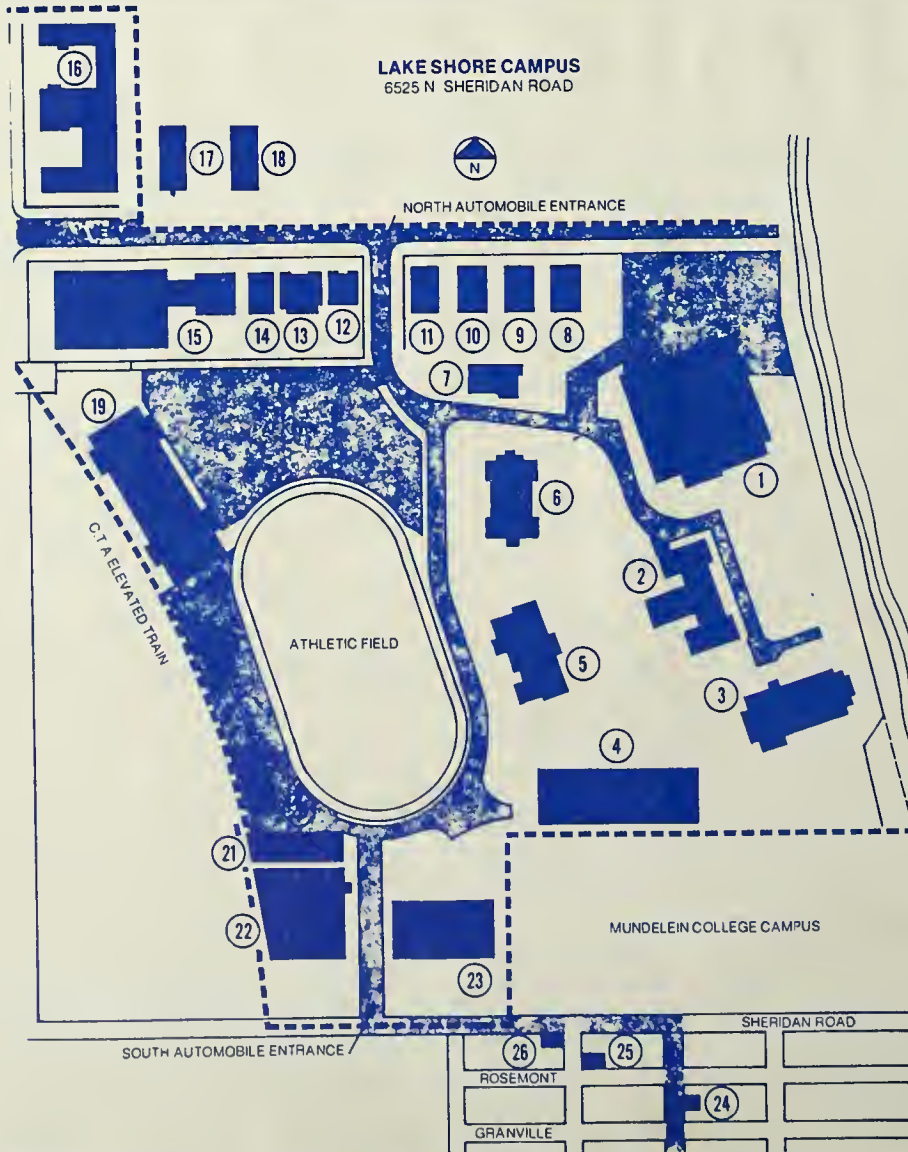 LAKE SHORE CAMPUS
6525 N SHERIDAN ROAD
16
17
18
N
NORTH AUTOMOBILE ENTRANCE
15
14
13
12
11
10
9
8
7
19
1
6
2
C.T.A ELEVATED TRAIN
ATHLETIC FIELD
5
3
4
21
22
23
MUNDELEIN COLLEGE CAMPUS
SHERIDAN ROAD
SOUTH AUTOMOBILE ENTRANCE
26
25
ROSEMONT
24
GRANVILLE